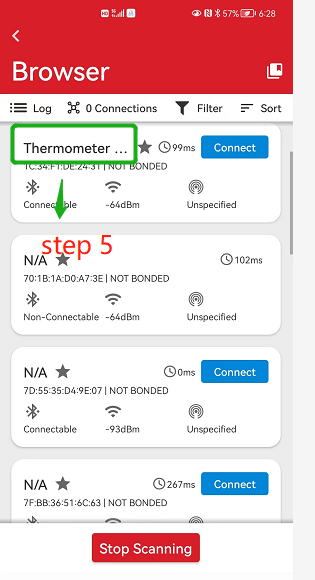 57% 6:28
Browser
Log 0 Connections Filter Sort
Thermometer ... 99ms Connect
1C:34:F1:DE:24:31 | NOT BONDED
Connectable -64dBm Unspecified
step 5
N/A 102ms
70:1B:1A:D0:A7:3E | NOT BONDED
Non-Connectable -64dBm Unspecified
N/A 0ms Connect
7D:55:35:D4:9E:07 | NOT BONDED
Connectable -93dBm Unspecified
N/A 267ms Connect
7F:BB:36:51:6C:63 | NOT BONDED
Stop Scanning